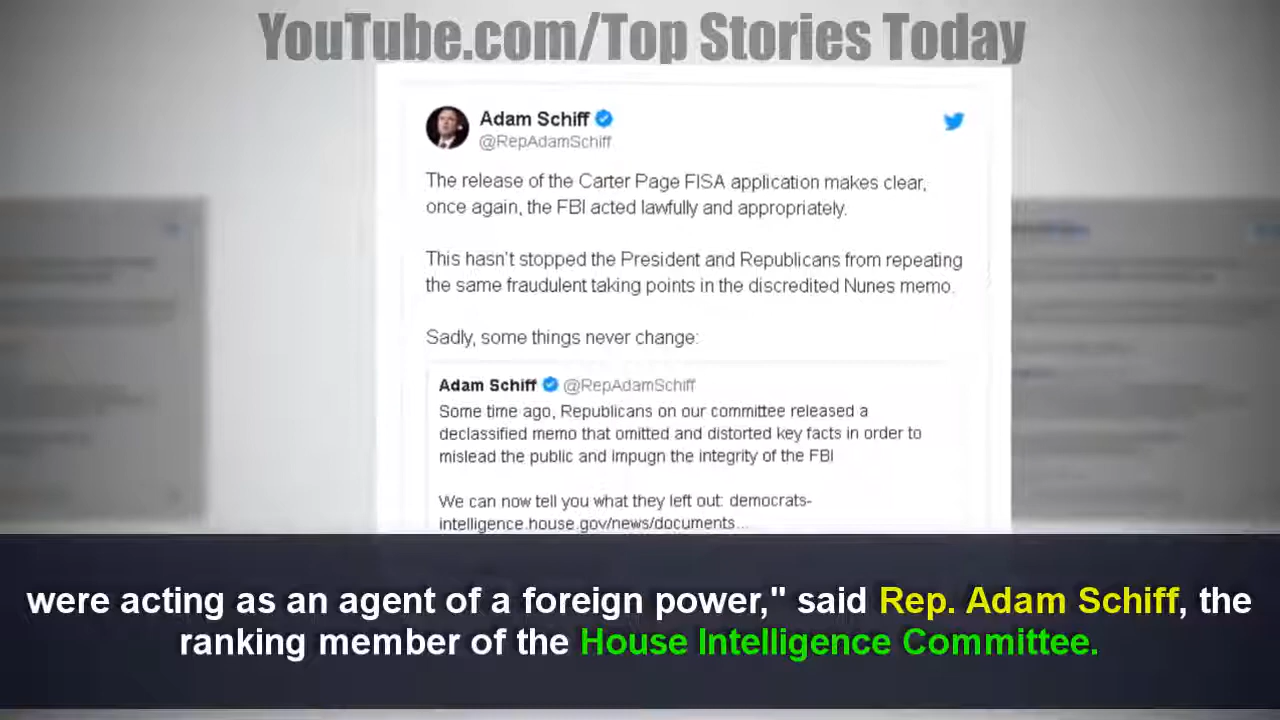 YouTube.com/Top Stories Today
Adam Schiff
@RepAdamSchiff
The release of the Carter Page FISA application makes clear,
once again, the FBI acted lawfully and appropriately.
This hasn't stopped the President and Republicans from repeating
the same fraudulent taking points in the discredited Nunes memo.
Sadly, some things never change:
Adam Schiff @RepAdamSchiff
Some time ago, Republicans on our committee released a
declassified memo that omitted and distorted key facts in order to
mislead the public and impugn the integrity of the FBI
We can now tell you what they left out: democrats-
intelligence.house.gov/news/documents...
were acting as an agent of a foreign power," said Rep. Adam Schiff, the
ranking member of the House Intelligence Committee.